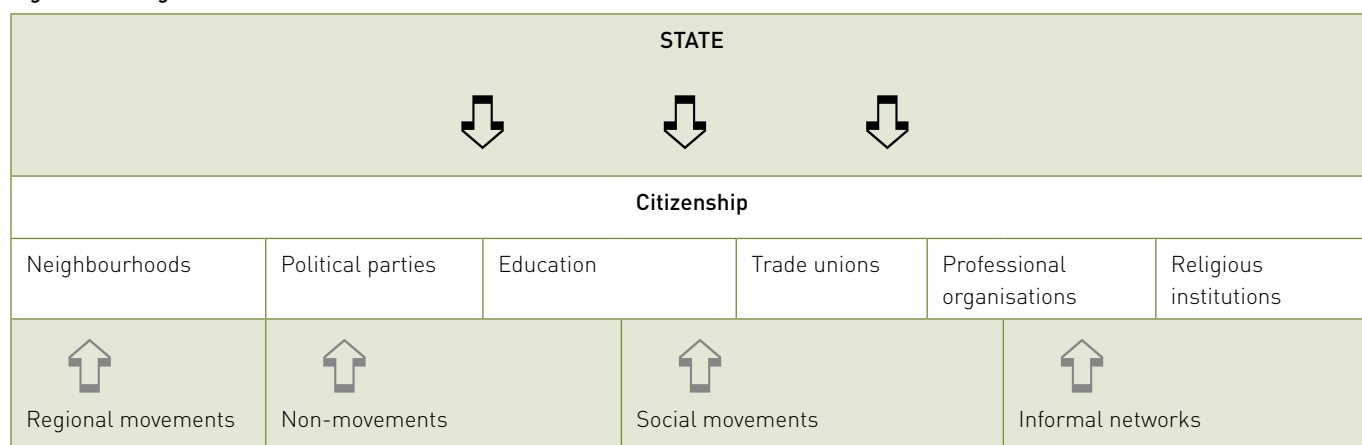 STATE
Citizenship
Neighbourhoods
Political parties
Education
Trade unions
Professional
organisations
Religious
institutions
Regional movements
Non-movements
Social movements
Informal networks